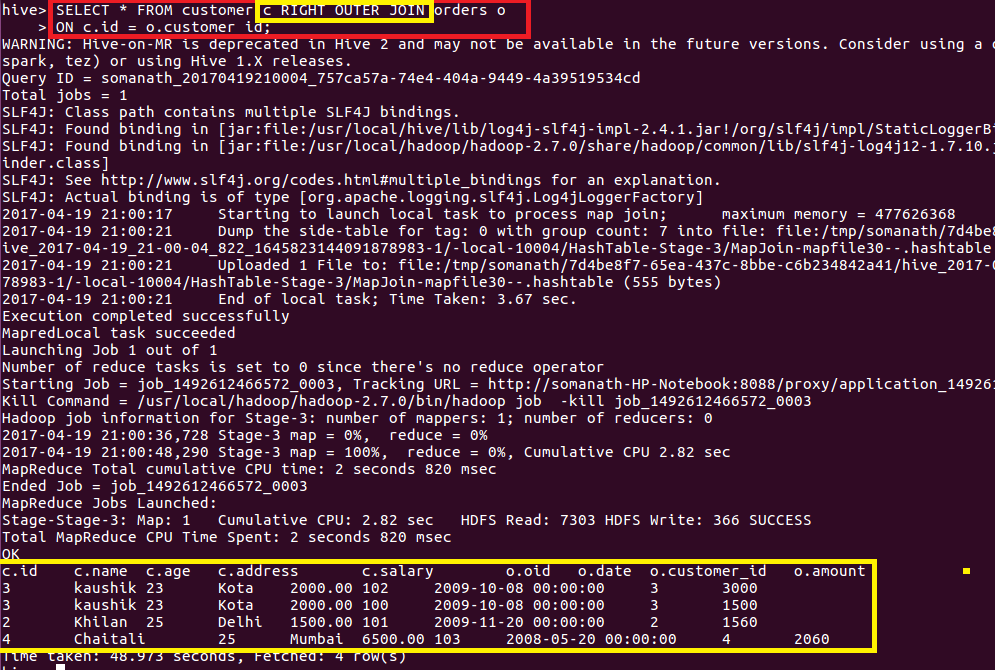 hive> SELECT * FROM customer c RIGHT OUTER JOIN orders o
    > ON c.id = o.customer_id;
WARNING: Hive-on-MR is deprecated in Hive 2 and may not be available in the future versions. Consider using a
spark, tez) or using Hive 1.X releases.
Query ID = somanath_20170419210004_757ca57a-74e4-404a-9449-4a39519534cd
Total jobs = 1
SLF4J: Class path contains multiple SLF4J bindings.
SLF4J: Found binding in [jar:file:/usr/local/hive/lib/log4j-slf4j-impl-2.4.1.jar!/org/slf4j/impl/StaticLoggerBi
SLF4J: Found binding in [jar:file:/usr/local/hadoop/hadoop-2.7.0/share/hadoop/common/lib/slf4j-log4j12-1.7.10.j
inder.class]
SLF4J: See http://www.slf4j.org/codes.html#multiple_bindings for an explanation.
SLF4J: Actual binding is of type [org.apache.logging.slf4j.Log4jLoggerFactory]
2017-04-19 21:00:17     Starting to launch local task to process map join;      maximum memory = 477626368
2017-04-19 21:00:21     Dump the side-table for tag: 0 with group count: 7 into file: file:/tmp/somanath/7d4be8
ive_2017-04-19_21-00-04_822_1645823144091878983-1/-local-10004/HashTable-Stage-3/MapJoin-mapfile30--.hashtable
2017-04-19 21:00:21     Uploaded 1 File to: file:/tmp/somanath/7d4be8f7-65ea-437c-8bbe-c6b234842a41/hive_2017-0
78983-1/-local-10004/HashTable-Stage-3/MapJoin-mapfile30--.hashtable (555 bytes)
2017-04-19 21:00:21     End of local task; Time Taken: 3.67 sec.
Execution completed successfully
MapredLocal task succeeded
Launching Job 1 out of 1
Number of reduce tasks is set to 0 since there's no reduce operator
Starting Job = job_1492612466572_0003, Tracking URL = http://somanath-HP-Notebook:8088/proxy/application_149261
Kill Command = /usr/local/hadoop/hadoop-2.7.0/bin/hadoop job  -kill job_1492612466572_0003
Hadoop job information for Stage-3: number of mappers: 1; number of reducers: 0
2017-04-19 21:00:36,728 Stage-3 map = 0%,  reduce = 0%
2017-04-19 21:00:48,290 Stage-3 map = 100%,  reduce = 0%, Cumulative CPU 2.82 sec
MapReduce Total cumulative CPU time: 2 seconds 820 msec
Ended Job = job_1492612466572_0003
MapReduce Jobs Launched:
Stage-Stage-3: Map: 1   Cumulative CPU: 2.82 sec   HDFS Read: 7303 HDFS Write: 366 SUCCESS
Total MapReduce CPU Time Spent: 2 seconds 820 msec
OK
c.id    c.name  c.age   c.address       c.salary        o.oid   o.date  o.customer_id   o.amount
3       kaushik 23      Kota    2000.00 102     2009-10-08 00:00:00     3       3000
3       kaushik 23      Kota    2000.00 100     2009-10-08 00:00:00     3       1500
2       Khilan  25      Delhi   1500.00 101     2009-11-20 00:00:00     2       1560
4       Chaitali        25      Mumbai  6500.00 103     2008-05-20 00:00:00     4       2060
Time taken: 48.973 seconds, Fetched: 4 row(s)